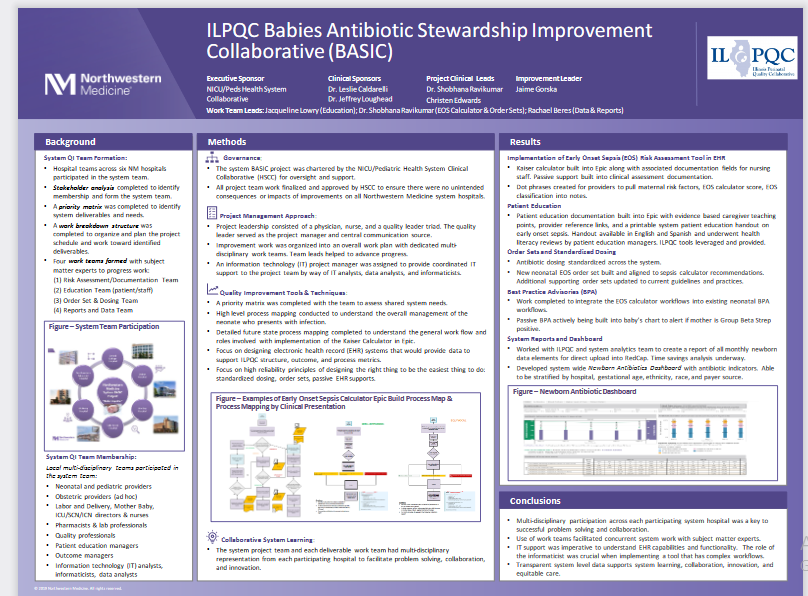 ILPQC Babies Antibiotic Stewardship Improvement
Collaborative (BASIC)
Northwestern
Medicine
IL PQC
Illinois Perinatal
Quality Collaborative
Executive Sponsor
NICU/Peds Health System
Collaborative
Clinical Sponsors
Dr. Leslie Caldarelli
Dr. Jeffrey Loughead
Project Clinical Leads
Dr. Shobhana Ravikumar
Christen Edwards
Improvement Leader
Jaime Gorska
Work Team Leads: Jacqueline Lowry (Education); Dr. Shobhana Ravikumar (EOS Calculator & Order Sets); Rachael Beres (Data & Reports)
Background
System QI Team Formation:
• Hospital teams across six NM hospitals
participated in the system team.
• Stakeholder analysis completed to identify
membership and form the system team.
• A priority matrix was completed to identify
system deliverables and needs.
• A work breakdown structure was
completed to organize and plan the project
schedule and work toward identified
deliverables.
• Four work teams formed with subject
matter experts to progress work:
(1) Risk Assessment/Documentation Team
(2) Education Team (patient/staff)
(3) Order Set & Dosing Team
(4) Reports and Data Team
Figure – System Team Participation
System QI Team Membership:
Local multi-disciplinary teams participated in
the system team:
• Neonatal and pediatric providers
• Obstetric providers (ad hoc)
• Labor and Delivery, Mother Baby,
ICU/SCN/ICN directors & nurses
• Pharmacists & lab professionals
• Quality professionals
• Patient education managers
• Outcome managers
• Information technology (IT) analysts,
informaticists, data analysts
Methods
Governance:
• The system BASIC project was chartered by the NICU/Pediatric Health System Clinical
Collaborative (HSCC) for oversight and support.
• All project team work finalized and approved by HSCC to ensure there were no unintended
consequences or impacts of improvements on all Northwestern Medicine system hospitals.
Project Management Approach:
• Project leadership consisted of a physician, nurse, and a quality leader triad. The quality
leader served as the project manager and central communication source.
• Improvement work was organized into an overall work plan with dedicated multi-
disciplinary work teams. Team leads helped to advance progress.
• An information technology (IT) project manager was assigned to provide coordinated IT
support to the project team by way of IT analysts, data analysts, and informaticists.
Quality Improvement Tools & Techniques:
• A priority matrix was completed with the team to assess shared system needs.
• High level process mapping conducted to understand the overall management of the
neonate who presents with infection.
• Detailed future state process mapping completed to understand the general work flow and
roles involved with implementation of the Kaiser Calculator in Epic.
• Focus on designing electronic health record (EHR) systems that would provide data to
support ILPQC structure, outcome, and process metrics.
• Focus on high reliability principles of designing the right thing to be the easiest thing to do:
standardized dosing, order sets, passive EHR supports.
Figure – Examples of Early Onset Sepsis Calculator Epic Build Process Map &
Process Mapping by Clinical Presentation
Collaborative System Learning:
• The system project team and each deliverable work team had multi-disciplinary
representation from each participating hospital to facilitate problem solving, collaboration,
and innovation.
Results
Implementation of Early Onset Sepsis (EOS) Risk Assessment Tool in EHR
• Kaiser calculator built into Epic along with associated documentation fields for nursing
staff. Passive support built into clinical assessment documentation.
• Dot phrases created for providers to pull maternal risk factors, EOS calculator score, EOS
classification into notes.
Patient Education
• Patient education documentation built into Epic with evidence based caregiver teaching
points, provider reference links, and a printable system patient education handout on
early onset sepsis. Handout available in English and Spanish and underwent health
literacy reviews by patient education managers. ILPQC tools leveraged and provided.
Order Sets and Standardized Dosing
• Antibiotic dosing standardized across the system.
• New neonatal EOS order set built and aligned to sepsis calculator recommendations.
Additional supporting order sets updated to current guidelines and practices.
Best Practice Advisories (BPA)
• Work completed to integrate the EOS calculator workflows into existing neonatal BPA
workflows.
• Passive BPA actively being built into baby's chart to alert if mother is Group Beta Strep
positive.
System Reports and Dashboard
• Worked with ILPQC and system analytics team to create a report of all monthly newborn
data elements for direct upload into RedCap. Time savings analysis underway.
• Developed system wide Newborn Antibiotics Dashboard with antibiotic indicators. Able
to be stratified by hospital, gestational age, ethnicity, race, and payer source.
Figure – Newborn Antibiotic Dashboard
Conclusions
• Multi-disciplinary participation across each participating system hospital was a key to
successful problem solving and collaboration.
• Use of work teams facilitated concurrent system work with subject matter experts.
• IT support was imperative to understand EHR capabilities and functionality. The role of
the informaticist was crucial when implementing a tool that has complex workflows.
• Transparent system level data supports system learning, collaboration, innovation, and
equitable care.